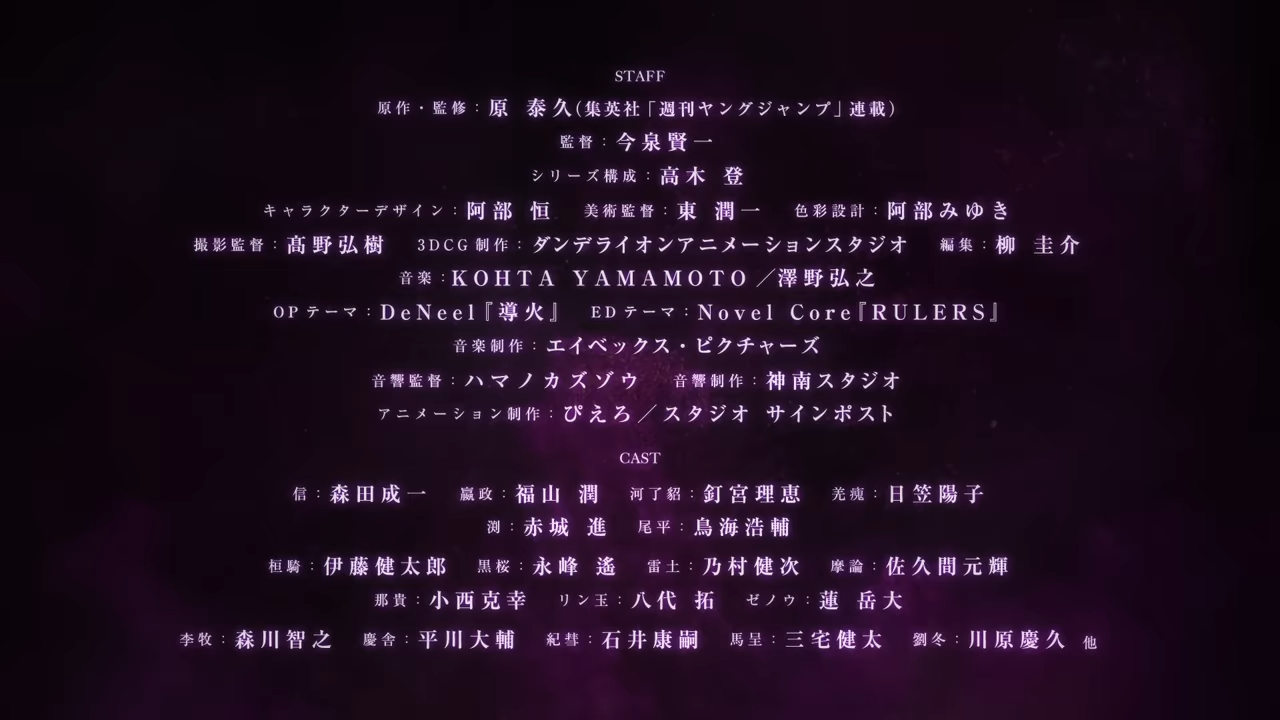 STAFF
原作・監修：原 泰久(集英社「週刊ヤングジャンプ」連載)
監督：今泉賢一
シリーズ構成：高木 登
キャラクターデザイン：阿部 恒 美術監督：東 潤一 色彩設計：阿部みゆき
撮影監督：髙野弘樹 3DCG制作：ダンデライオンアニメーションスタジオ 編集：柳 圭介
音楽：KOHTA YAMAMOTO／澤野弘之
OPテーマ：DeNeel『導火』 EDテーマ：Novel Core『RULERS』
音楽制作：エイベックス・ピクチャーズ
音響監督：ハマノカズゾウ 音響制作：神南スタジオ
アニメーション制作：ぴえろ／スタジオ サインポスト
CAST
信：森田成一 嬴政：福山 潤 河了貂：釘宮理恵 羌瘣：日笠陽子
渕：赤城 進 尾平：鳥海浩輔
桓騎：伊藤健太郎 黒桜：永峰 遙 雷土：乃村健次 摩論：佐久間元輝
那貴：小西克幸 リン玉：八代 拓 ゼノウ：蓮 岳大
李牧：森川智之 慶舎：平川大輔 紀彗：石井康嗣 馬呈：三宅健太 劉冬：川原慶久 他